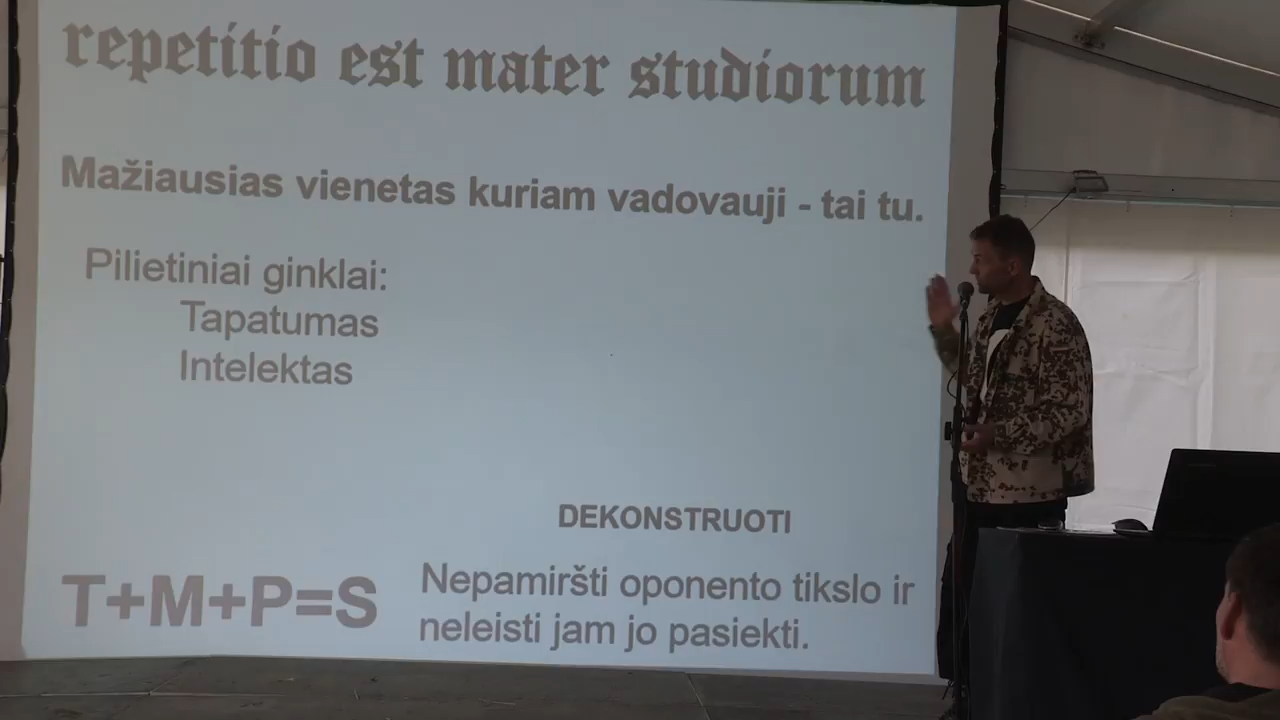 repetitio est mater studiorum
Mažiausias vienetas kuriam vadovauji - tai tu.
Pilietiniai ginklai:
Tapatumas
Intelektas
DEKONSTRUOTI
T+M+P=S
Nepamiršti oponento tikslo ir
neleisti jam jo pasiekti.